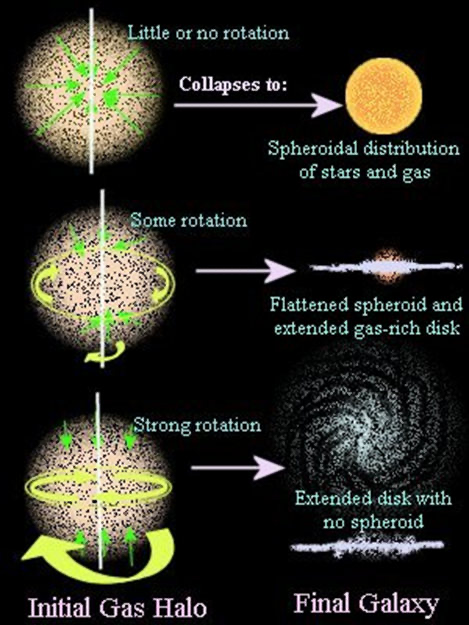 Little or no rotation
Collapses to:
Spheroidal distribution
of stars and gas
Some rotation
Flattened spheroid and
extended gas-rich disk
Strong rotation
Extended disk with
no spheroid
Initial Gas Halo
Final Galaxy